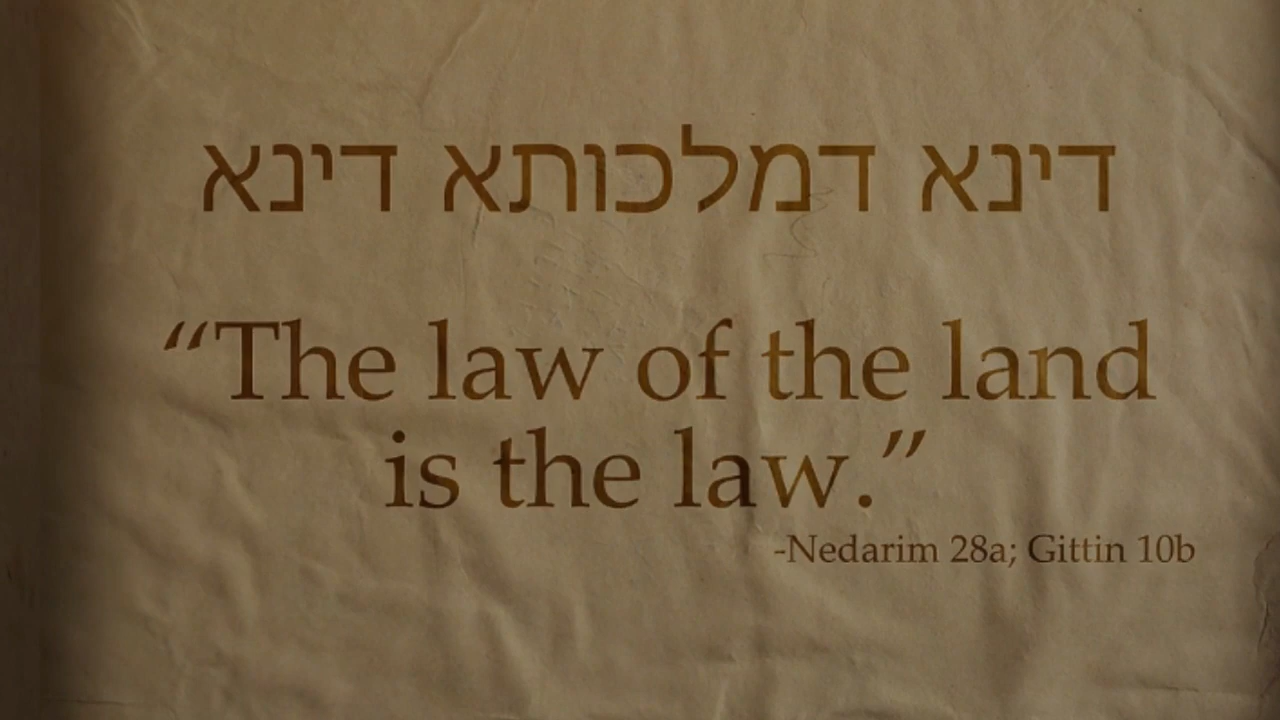 דינא דמלכותא דינא
“The law of the land
is the law.”
-Nedarim 28a; Gittin 10b